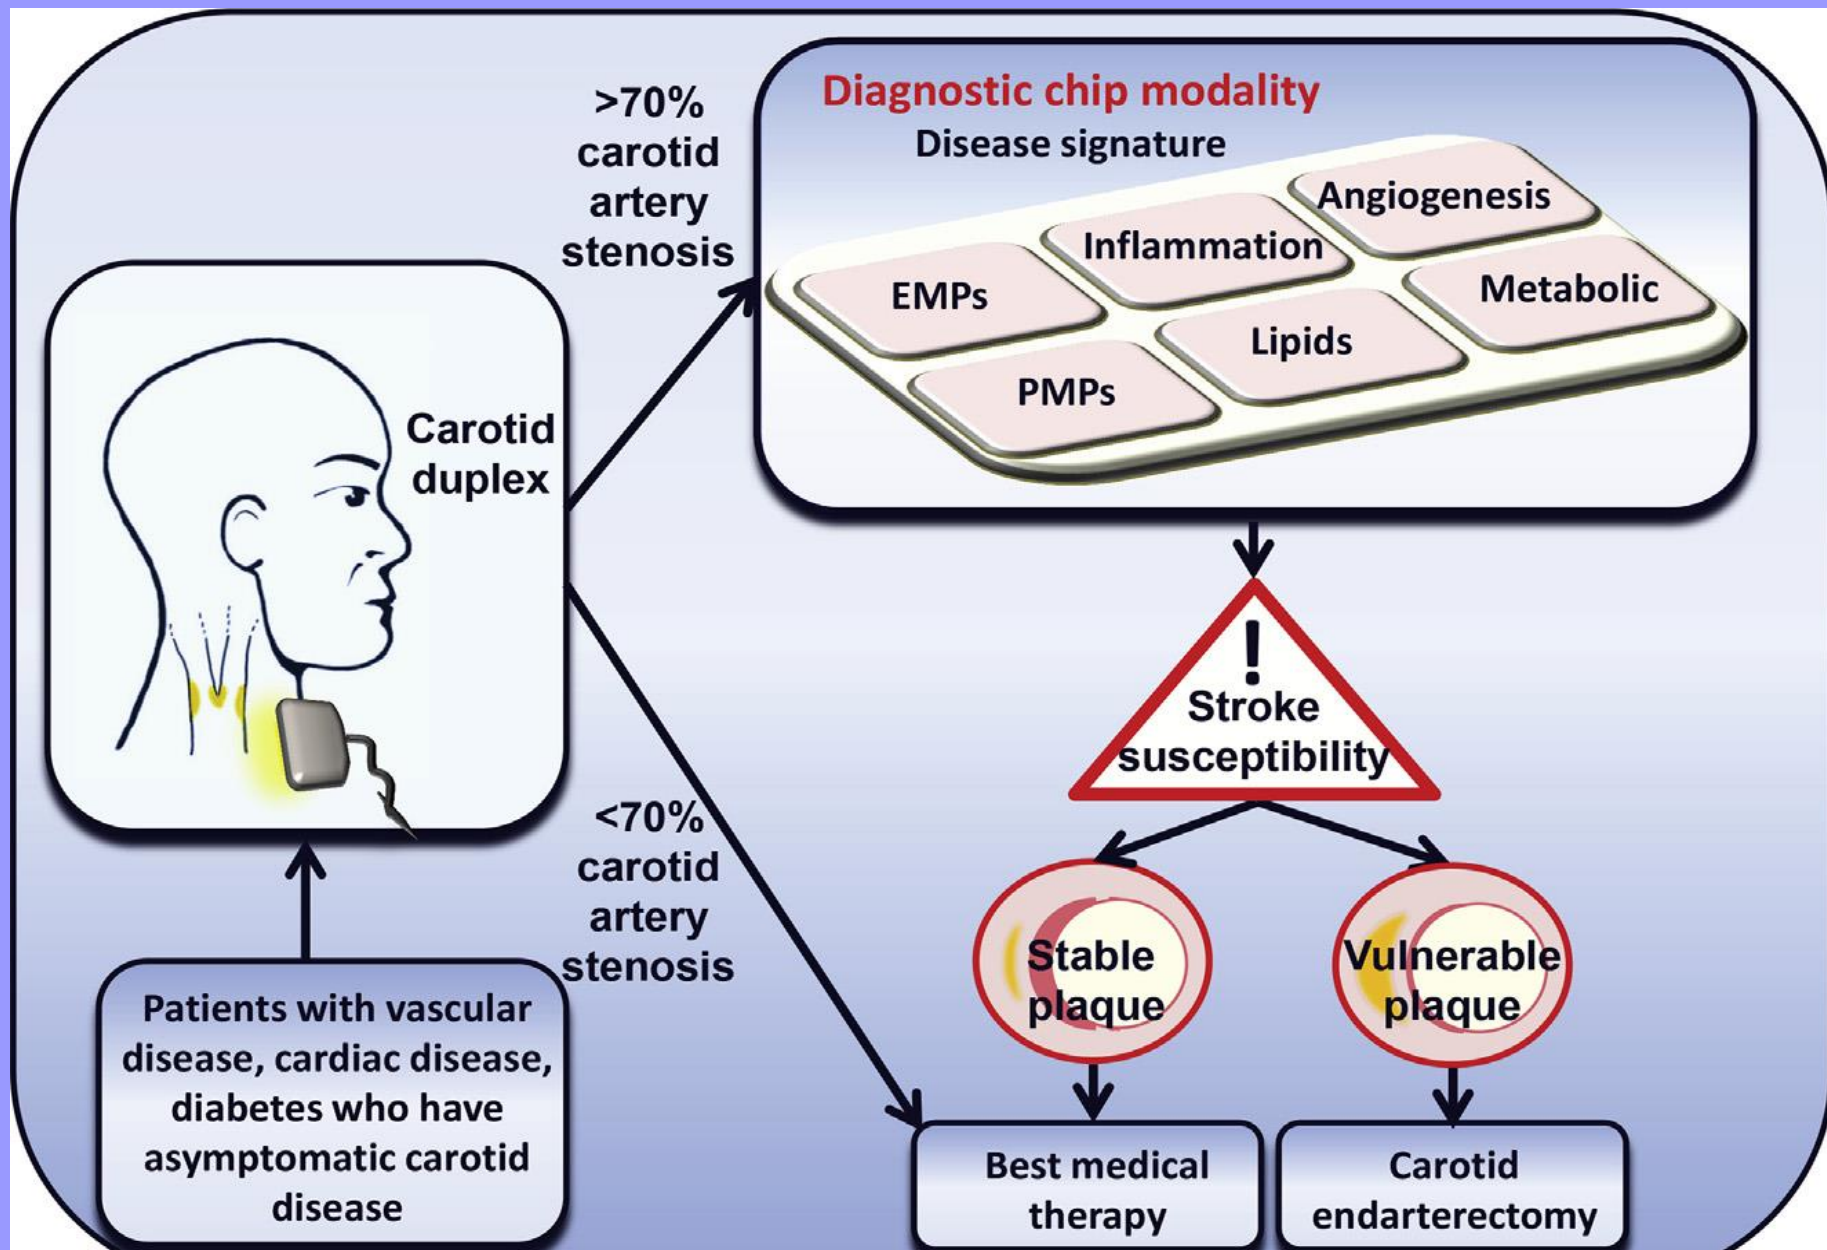 >70%
carotid
artery
stenosis
Diagnostic chip modality
Disease signature
Angiogenesis
Inflammation
EMPs
Metabolic
Lipids
PMPs
Carotid
duplex
!
Stroke
susceptibility
<70%
carotid
artery
stenosis
Stable
plaque
Vulnerable
plaque
Patients with vascular
disease, cardiac disease,
diabetes who have
asymptomatic carotid
disease
Best medical
therapy
Carotid
endarterectomy